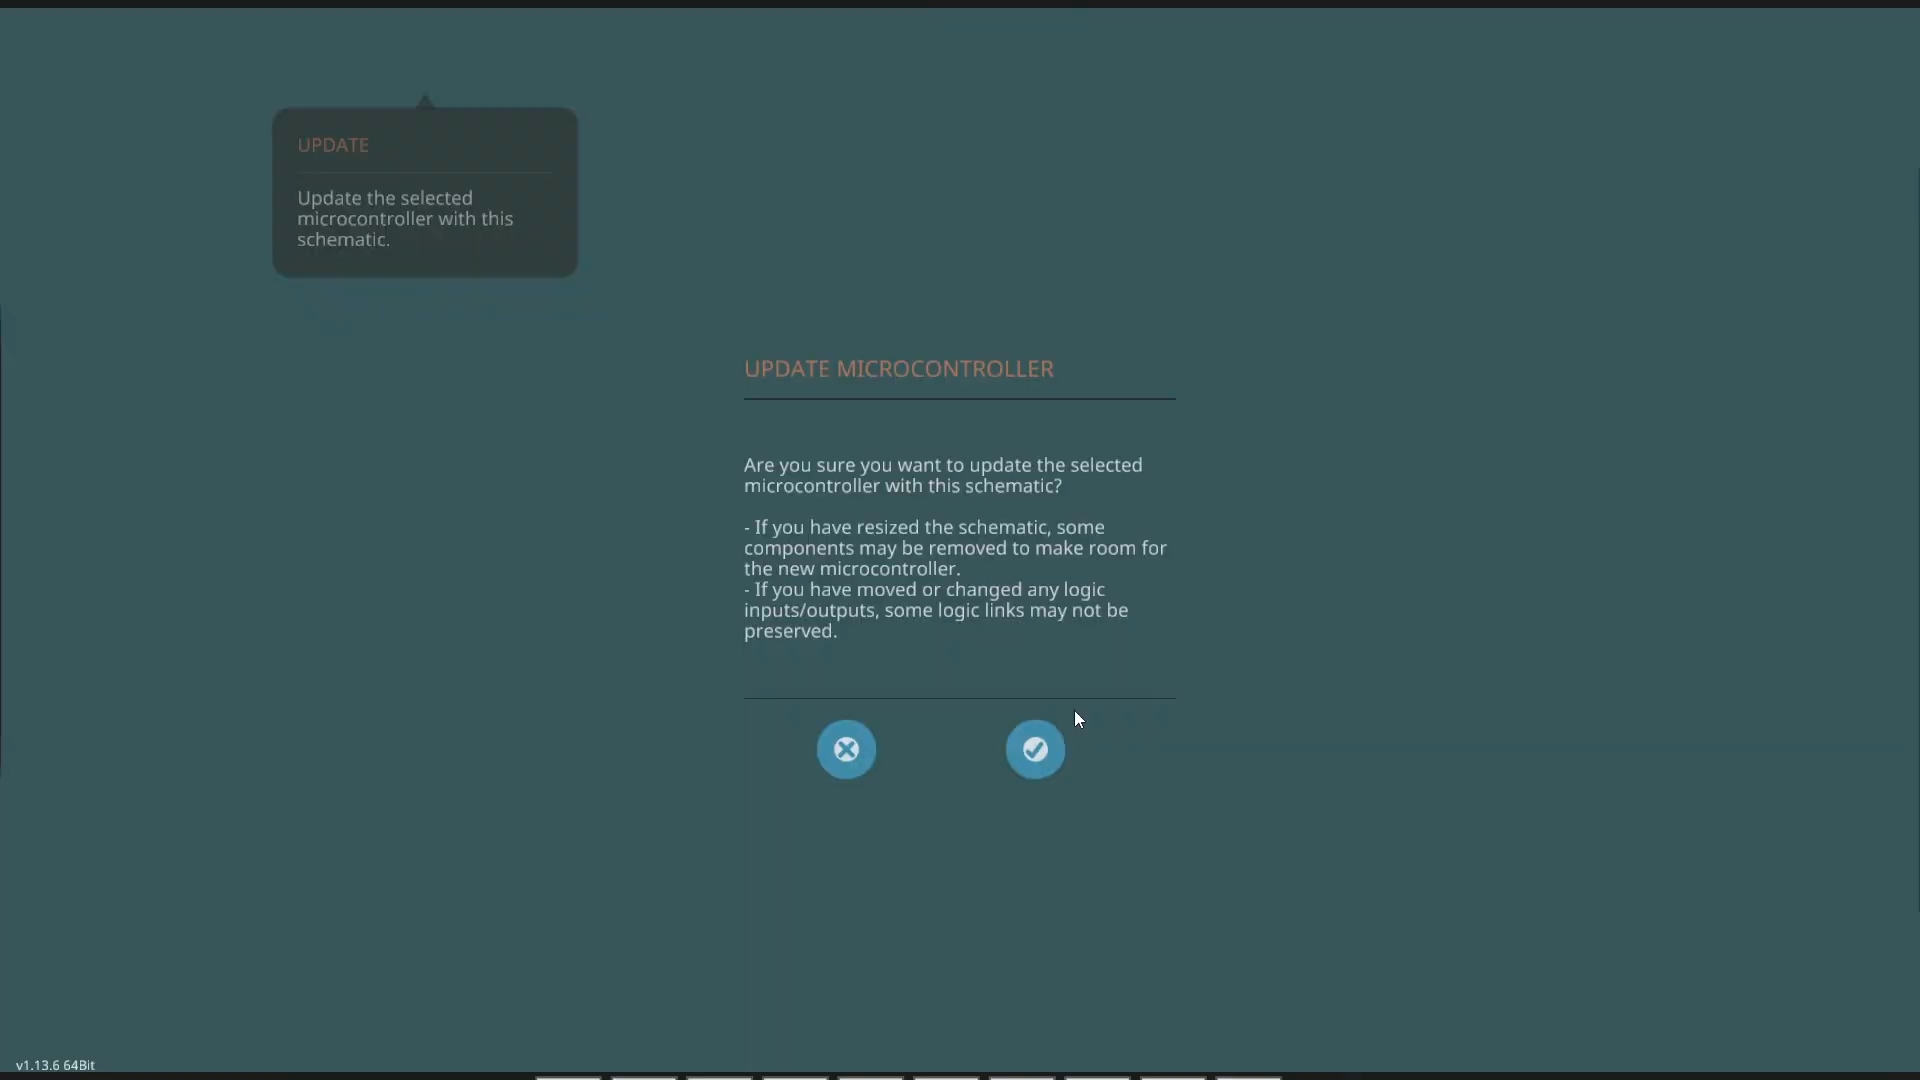 UPDATE
Update the selected
microcontroller with this
schematic.
UPDATE MICROCONTROLLER
Are you sure you want to update the selected
microcontroller with this schematic?
- If you have resized the schematic, some
components may be removed to make room for
the new microcontroller.
- If you have moved or changed any logic
inputs/outputs, some logic links may not be
preserved.
v1.13.6 64Bit